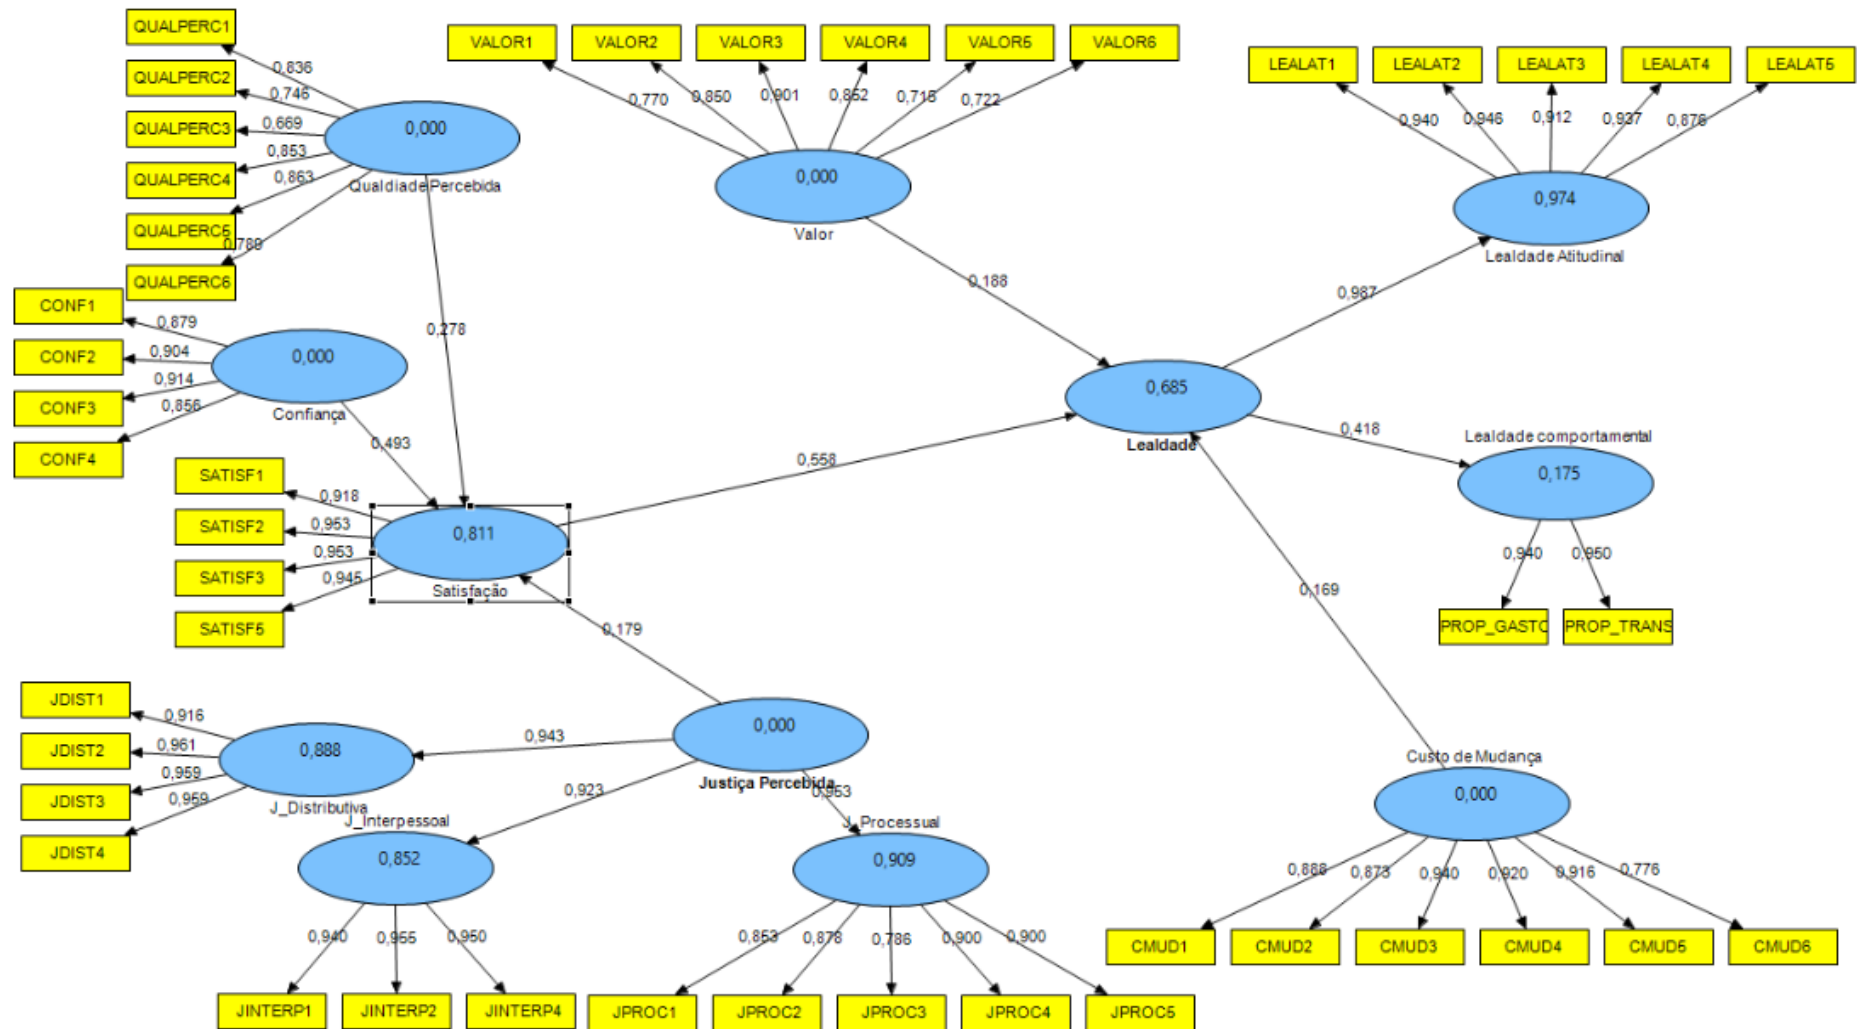 QUALPERC1
QUALPERC2
QUALPERC3
QUALPERC4
QUALPERC5
QUALPERC6
0,836
0,746
0,669
0,853
0,863
0,789
0,000
Qualdiade Percebida
VALOR1
VALOR2
VALOR3
VALOR4
VALOR5
VALOR6
0,770
0,850
0,901
0,852
0,715
0,722
0,000
Valor
LEALAT1
LEALAT2
LEALAT3
LEALAT4
LEALAT5
0,940
0,946
0,912
0,937
0,876
0,974
Lealdade Atitudinal
0,188
0,987
0,278
CONF1
CONF2
CONF3
CONF4
0,879
0,904
0,914
0,856
0,000
Confiança
0,493
0,685
Lealdade
0,418
Lealdade comportamental
0,175
0,940
0,950
PROP_GASTO
PROP_TRANS
SATISF1
SATISF2
SATISF3
SATISF5
0,918
0,953
0,953
0,945
0,811
Satisfação
0,558
0,169
0,179
JDIST1
JDIST2
JDIST3
JDIST4
0,916
0,961
0,959
0,959
0,888
J_Distributiva
0,943
0,000
Justiça Percebida
0,923
0,953
J_Interpessoal
0,852
0,940
0,955
0,950
JINTERP1
JINTERP2
JINTERP4
J_Processual
0,909
0,853
0,878
0,786
0,900
0,900
JPROC1
JPROC2
JPROC3
JPROC4
JPROC5
Custo de Mudança
0,000
0,888
0,873
0,940
0,920
0,916
0,776
CMUD1
CMUD2
CMUD3
CMUD4
CMUD5
CMUD6